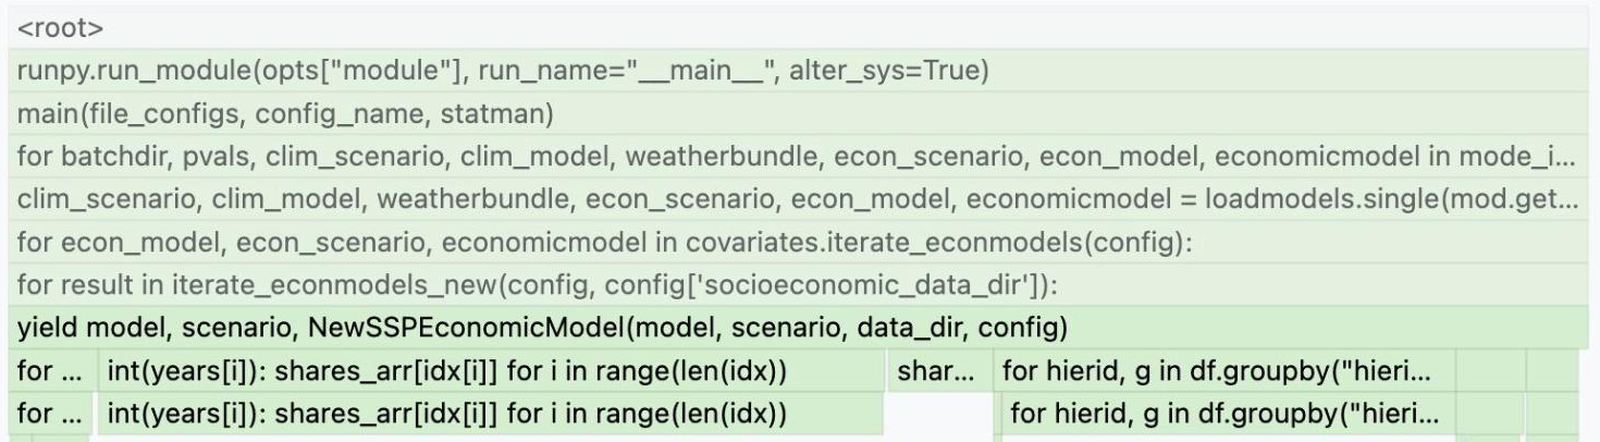 <root>
runpy.run_module(opts["module"], run_name="__main__", alter_sys=True)
main(file_configs, config_name, statman)
for batchdir, pvals, clim_scenario, clim_model, weatherbundle, econ_scenario, econ_model, economicmodel in mode_i...
clim_scenario, clim_model, weatherbundle, econ_scenario, econ_model, economicmodel = loadmodels.single(mod.get...
for econ_model, econ_scenario, economicmodel in covariates.iterate_econmodels(config):
for result in iterate_econmodels_new(config, config['socioeconomic_data_dir']):
yield model, scenario, NewSSPEconomicModel(model, scenario, data_dir, config)
for ... int(years[i]): shares_arr[idx[i]] for i in range(len(idx)) shar... for hierid, g in df.groupby("hieri...
for ... int(years[i]): shares_arr[idx[i]] for i in range(len(idx)) for hierid, g in df.groupby("hieri...